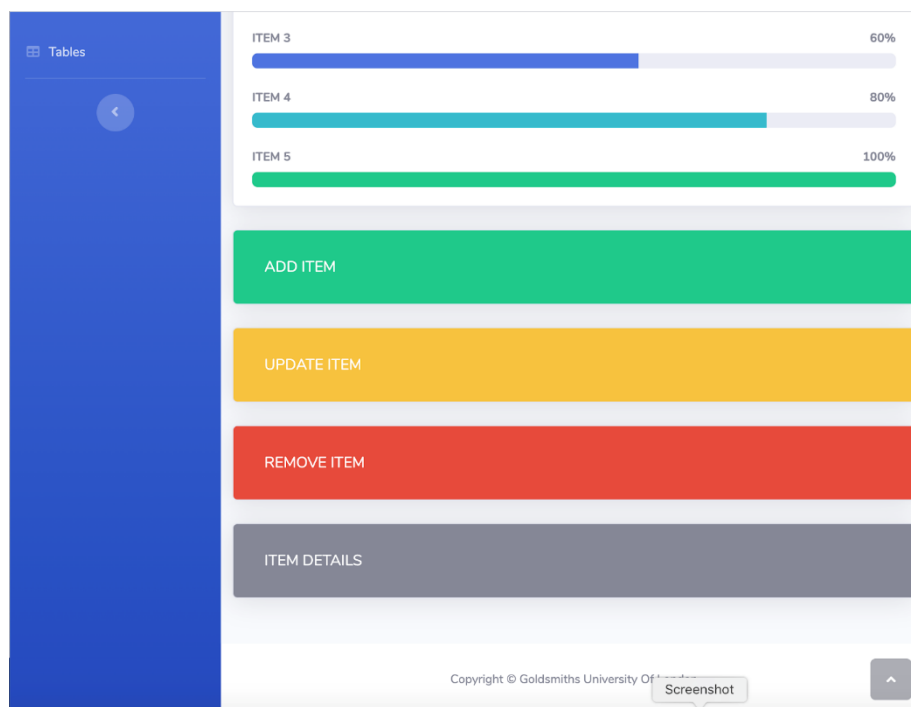 Tables
ITEM 3 60%
ITEM 4 80%
ITEM 5 100%
ADD ITEM
UPDATE ITEM
REMOVE ITEM
ITEM DETAILS
Copyright © Goldsmiths University Of
Screenshot